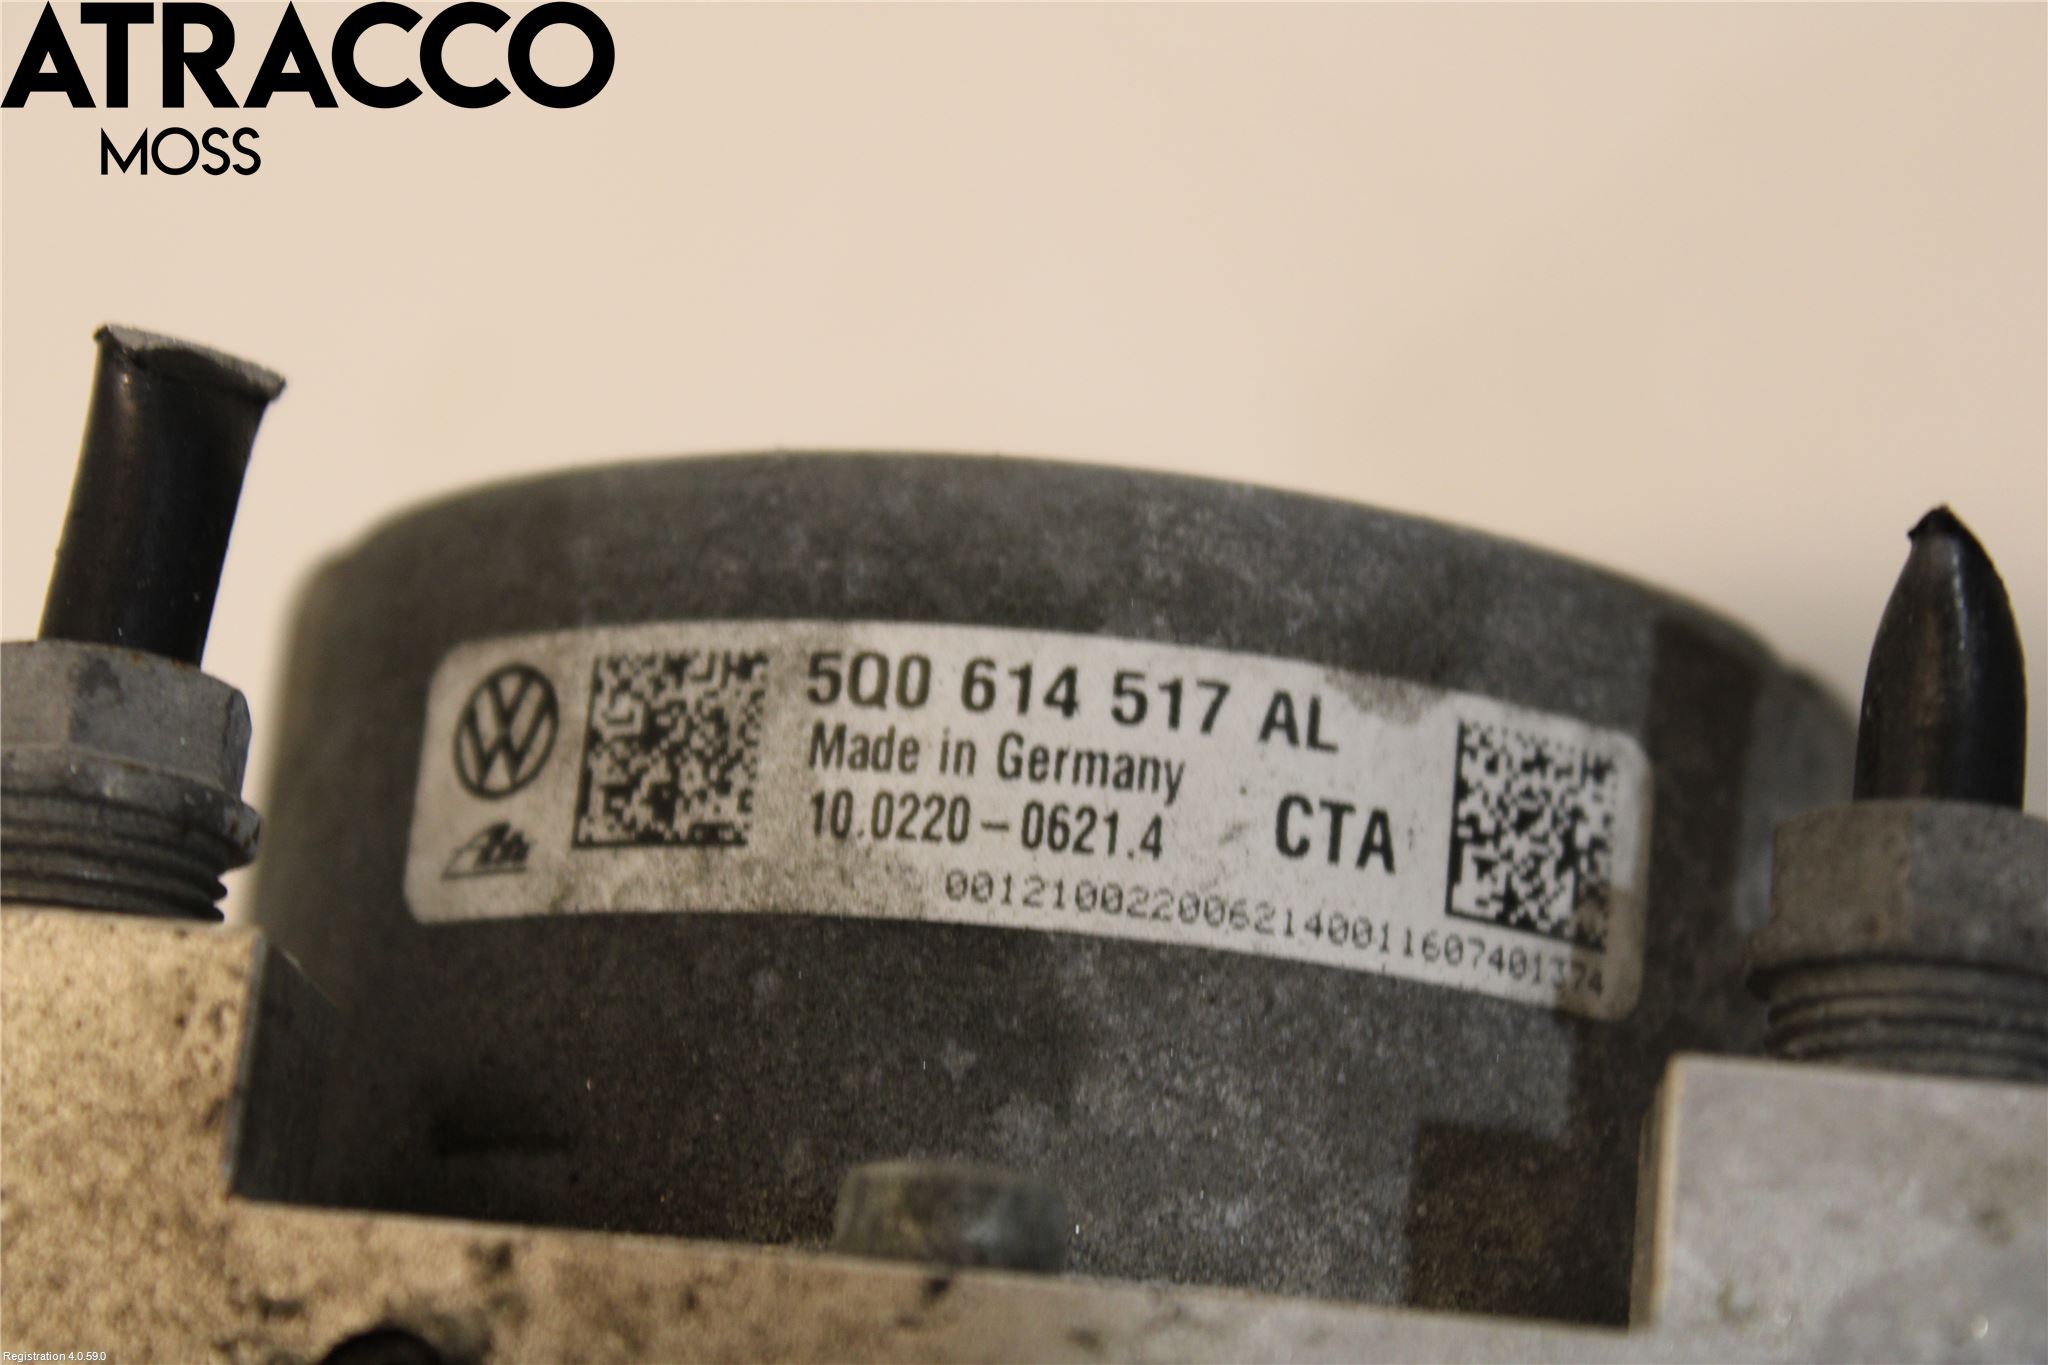 ATRACCO
MOSS
5Q0 614 517 AL
Made in Germany
10.0220-0621.4 CTA
Ate
0012100220062140011607401374
Registration 4.0.59.0